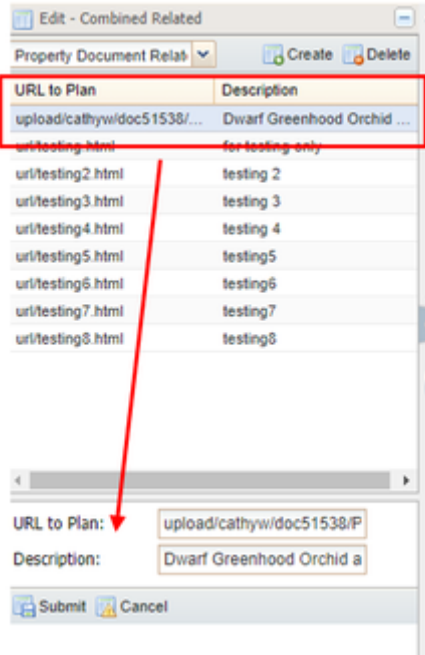 Edit - Combined Related
Property Document Relat Create Delete
URL to Plan Description
upload/cathyw/doc51538/... Dwarf Greenhood Orchid ...
url/testing.html for testing only
url/testing2.html testing 2
url/testing3.html testing 3
url/testing4.html testing 4
url/testing5.html testing5
url/testing6.html testing6
url/testing7.html testing7
url/testing8.html testing8
URL to Plan: upload/cathyw/doc51538/P
Description: Dwarf Greenhood Orchid a
Submit Cancel